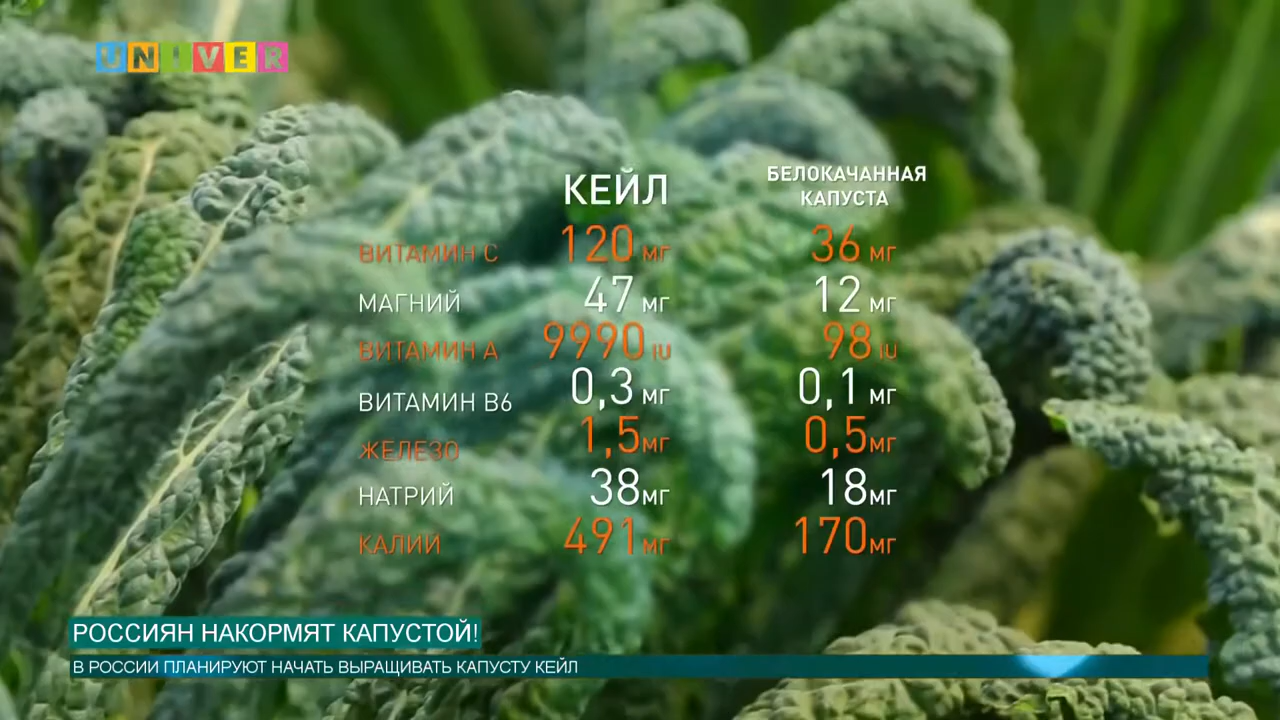 UNIVER
КЕЙЛ
БЕЛОКАЧАННАЯ
КАПУСТА
ВИТАМИН С 120 мг 36 мг
МАГНИЙ 47 мг 12 мг
ВИТАМИН А 9990 IU 98 IU
ВИТАМИН В6 0,3 мг 0,1 мг
ЖЕЛЕЗО 1,5мг 0,5мг
НАТРИЙ 38мг 18мг
КАЛИЙ 491мг 170мг
РОССИЯН НАКОРМЯТ КАПУСТОЙ!
В РОССИИ ПЛАНИРУЮТ НАЧАТЬ ВЫРАЩИВАТЬ КАПУСТУ КЕЙЛ